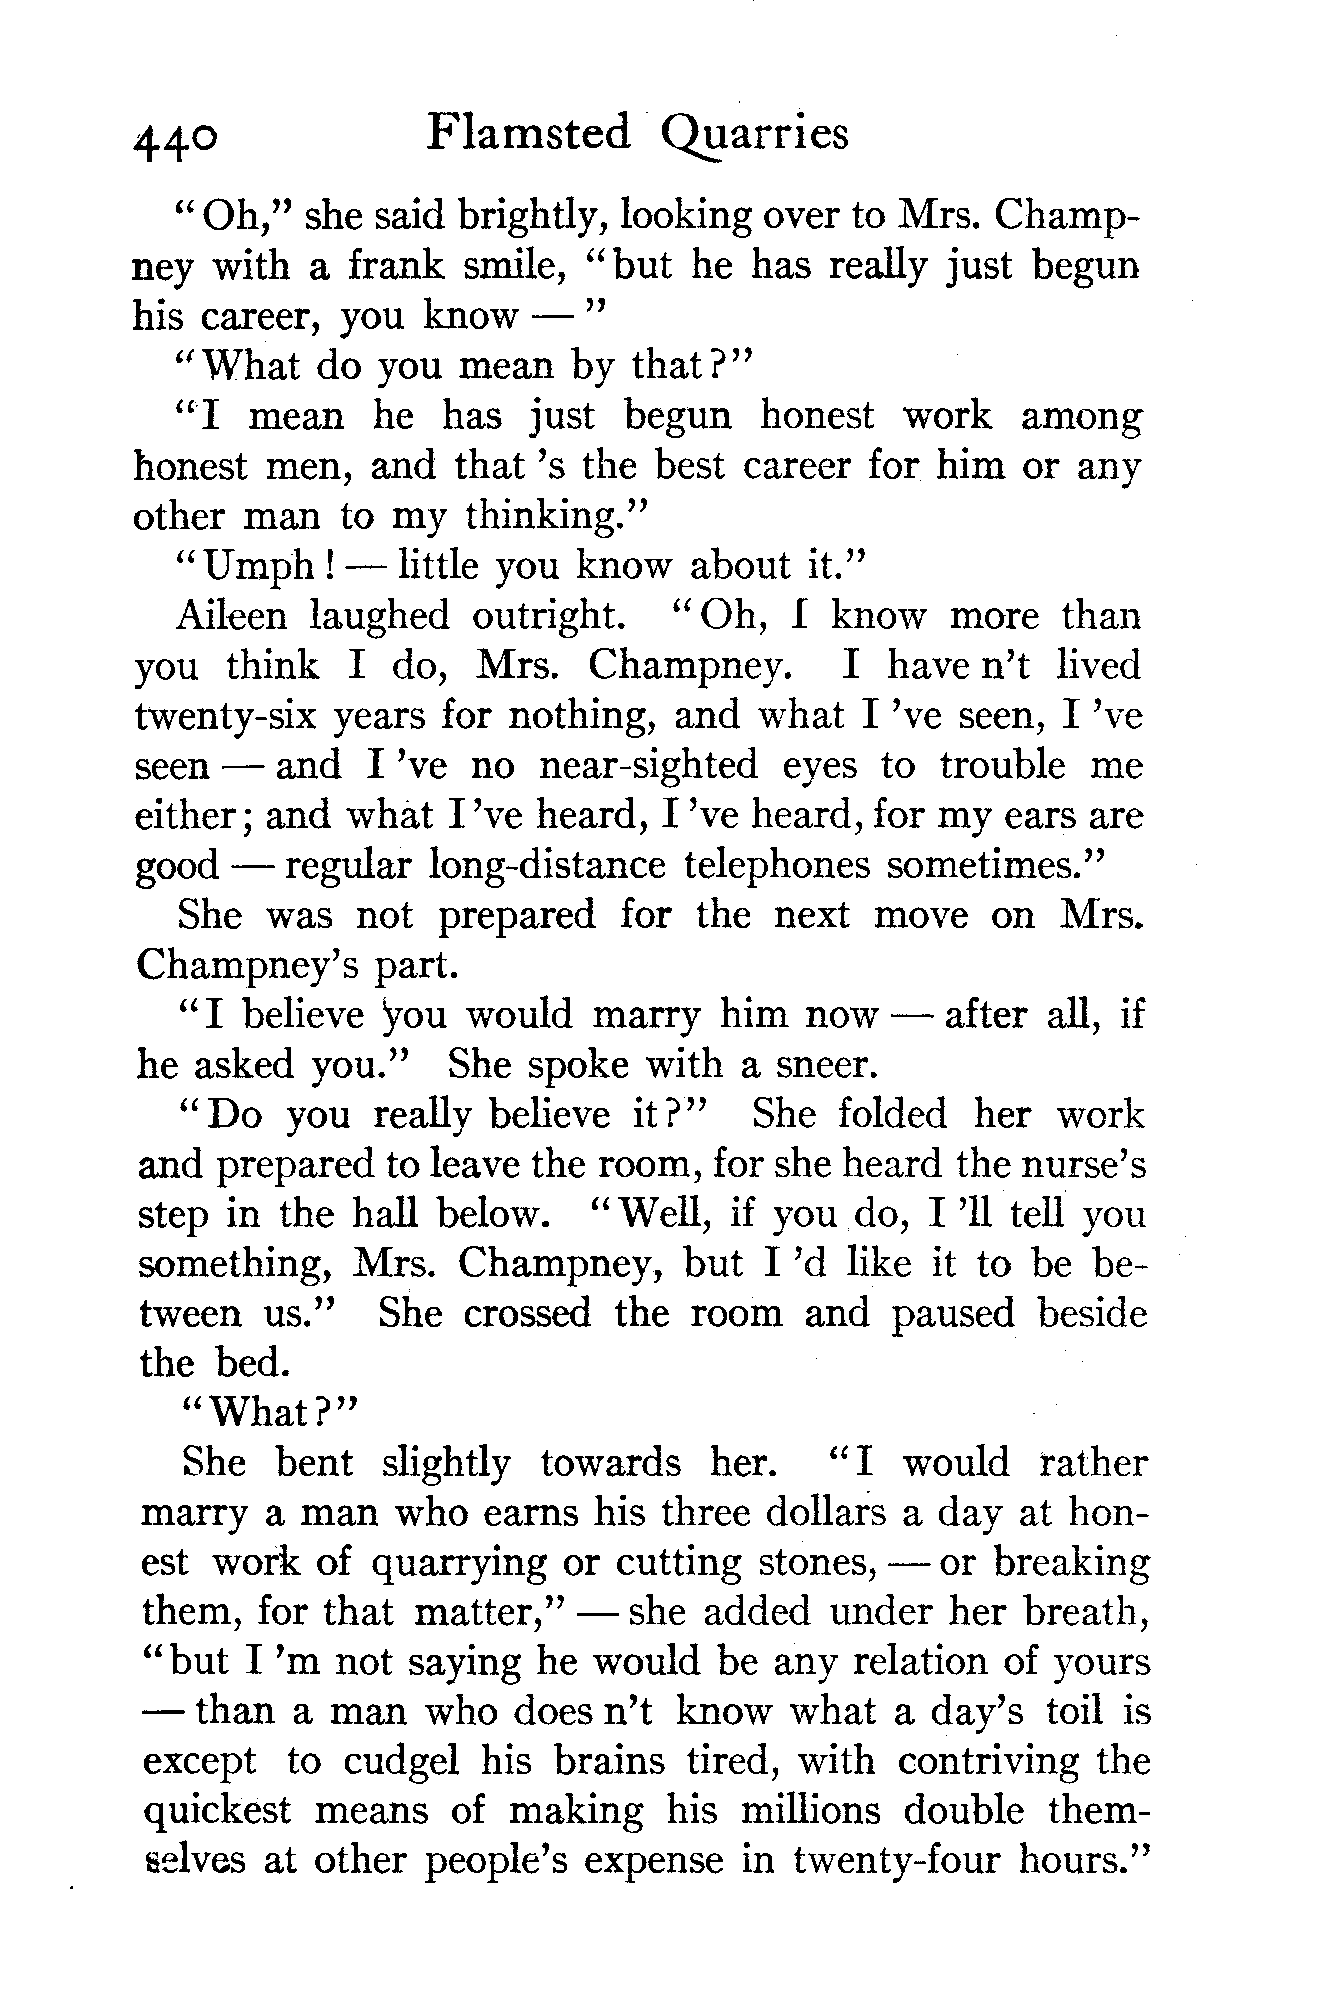 440 Flamsted Quarries
"Oh," she said brightly, looking over to Mrs. Champ-
ney with a frank smile, "but he has really just begun
his career, you know — "
"What do you mean by that?"
"I mean he has just begun honest work among
honest men, and that 's the best career for him or any
other man to my thinking."
"Umph! — little you know about it."
Aileen laughed outright. "Oh, I know more than
you think I do, Mrs. Champney. I have n't lived
twenty-six years for nothing, and what I 've seen, I 've
seen — and I 've no near-sighted eyes to trouble me
either; and what I 've heard, I 've heard, for my ears are
good — regular long-distance telephones sometimes."
She was not prepared for the next move on Mrs.
Champney's part.
"I believe you would marry him now — after all, if
he asked you." She spoke with a sneer.
"Do you really believe it?" She folded her work
and prepared to leave the room, for she heard the nurse's
step in the hall below. "Well, if you do, I 'll tell you
something, Mrs. Champney, but I 'd like it to be be-
tween us." She crossed the room and paused beside
the bed.
"What?"
She bent slightly towards her. "I would rather
marry a man who earns his three dollars a day at hon-
est work of quarrying or cutting stones, — or breaking
them, for that matter," — she added under her breath,
"but I 'm not saying he would be any relation of yours
— than a man who does n't know what a day's toil is
except to cudgel his brains tired, with contriving the
quickest means of making his millions double them-
selves at other people's expense in twenty-four hours."